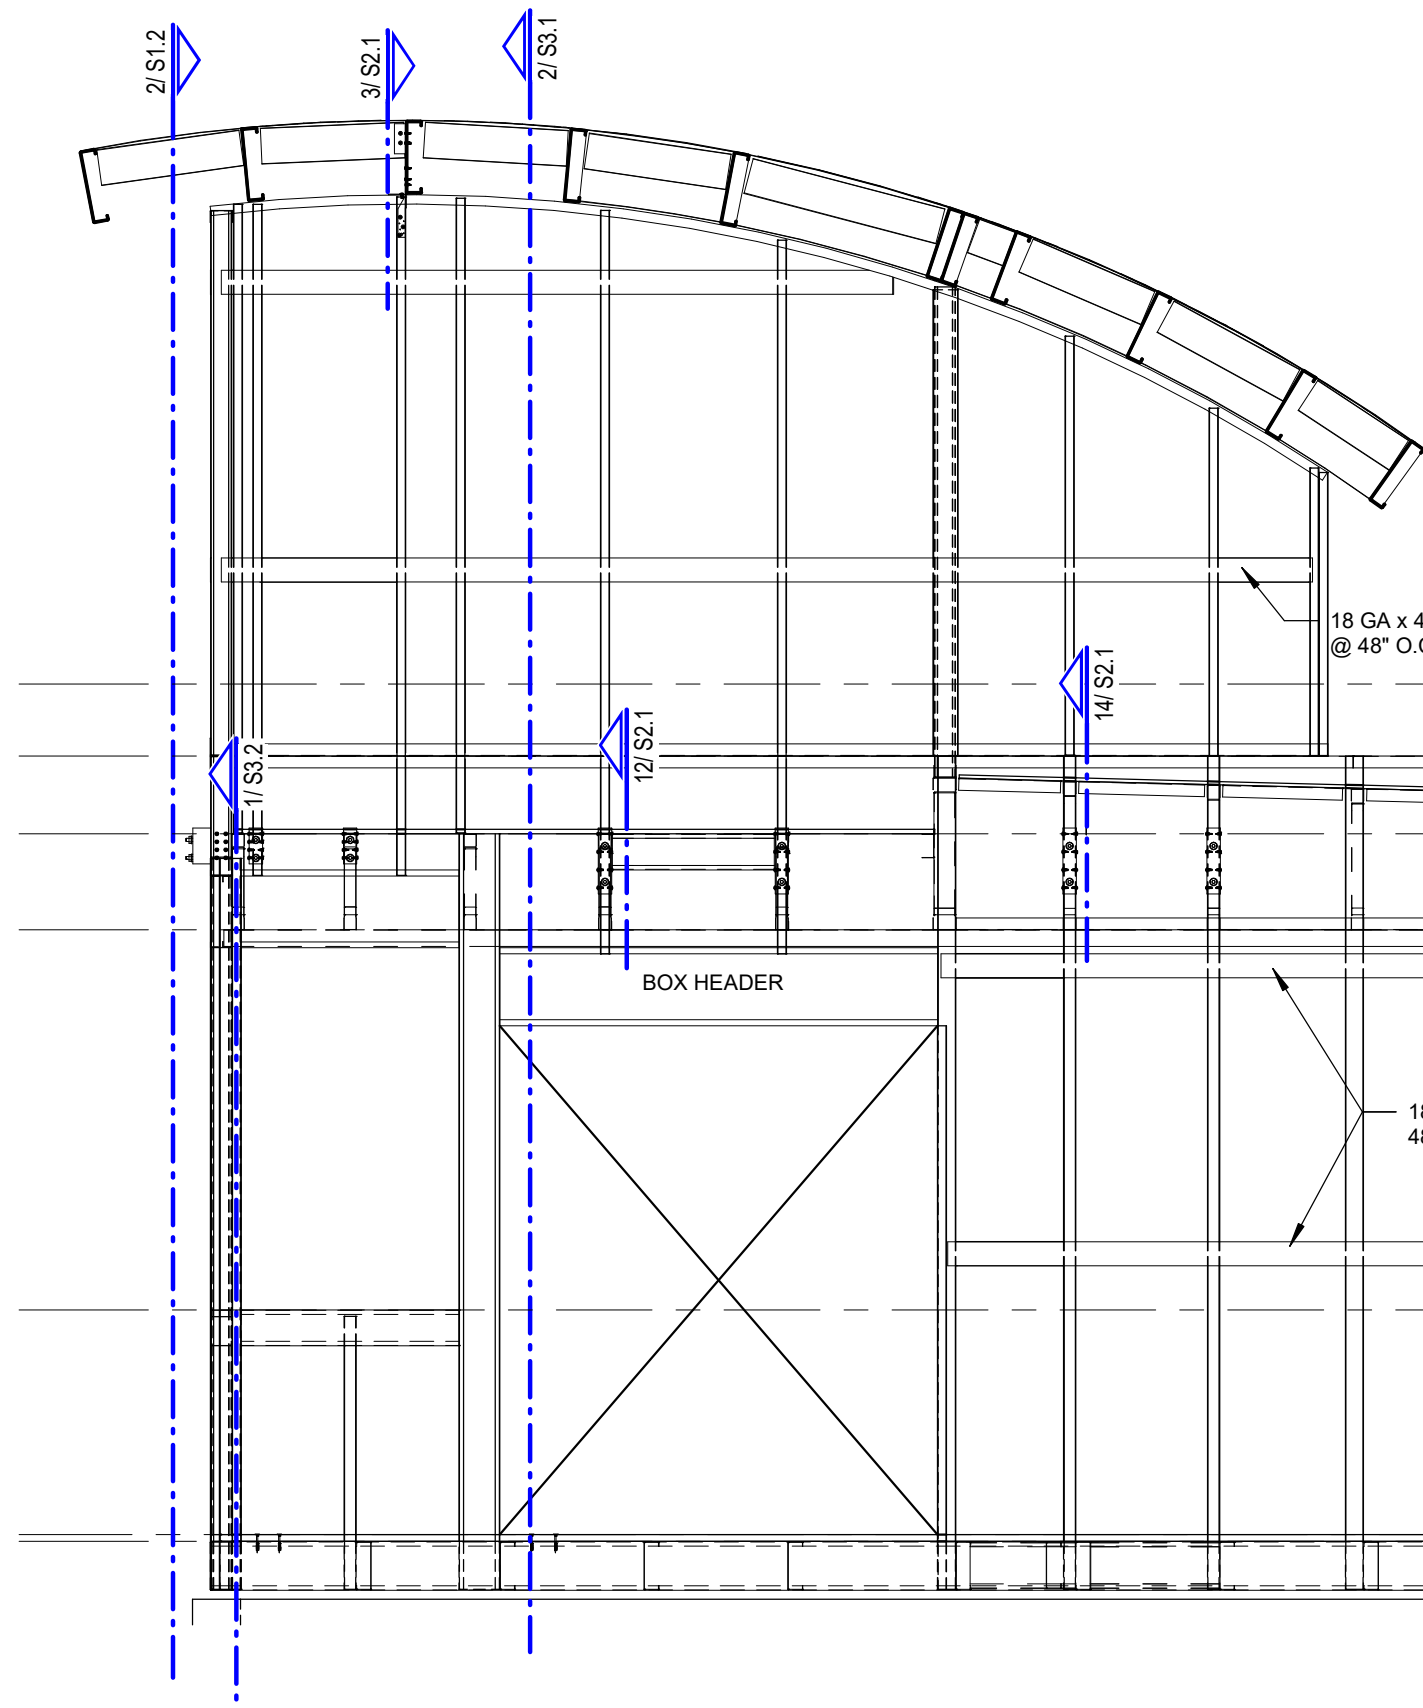 2/ S1.2
3/ S2.1
2/ S3.1
18 GA x 4
@ 48" O.C
14/ S2.1
12/ S2.1
1/ S3.2
BOX HEADER
18
48